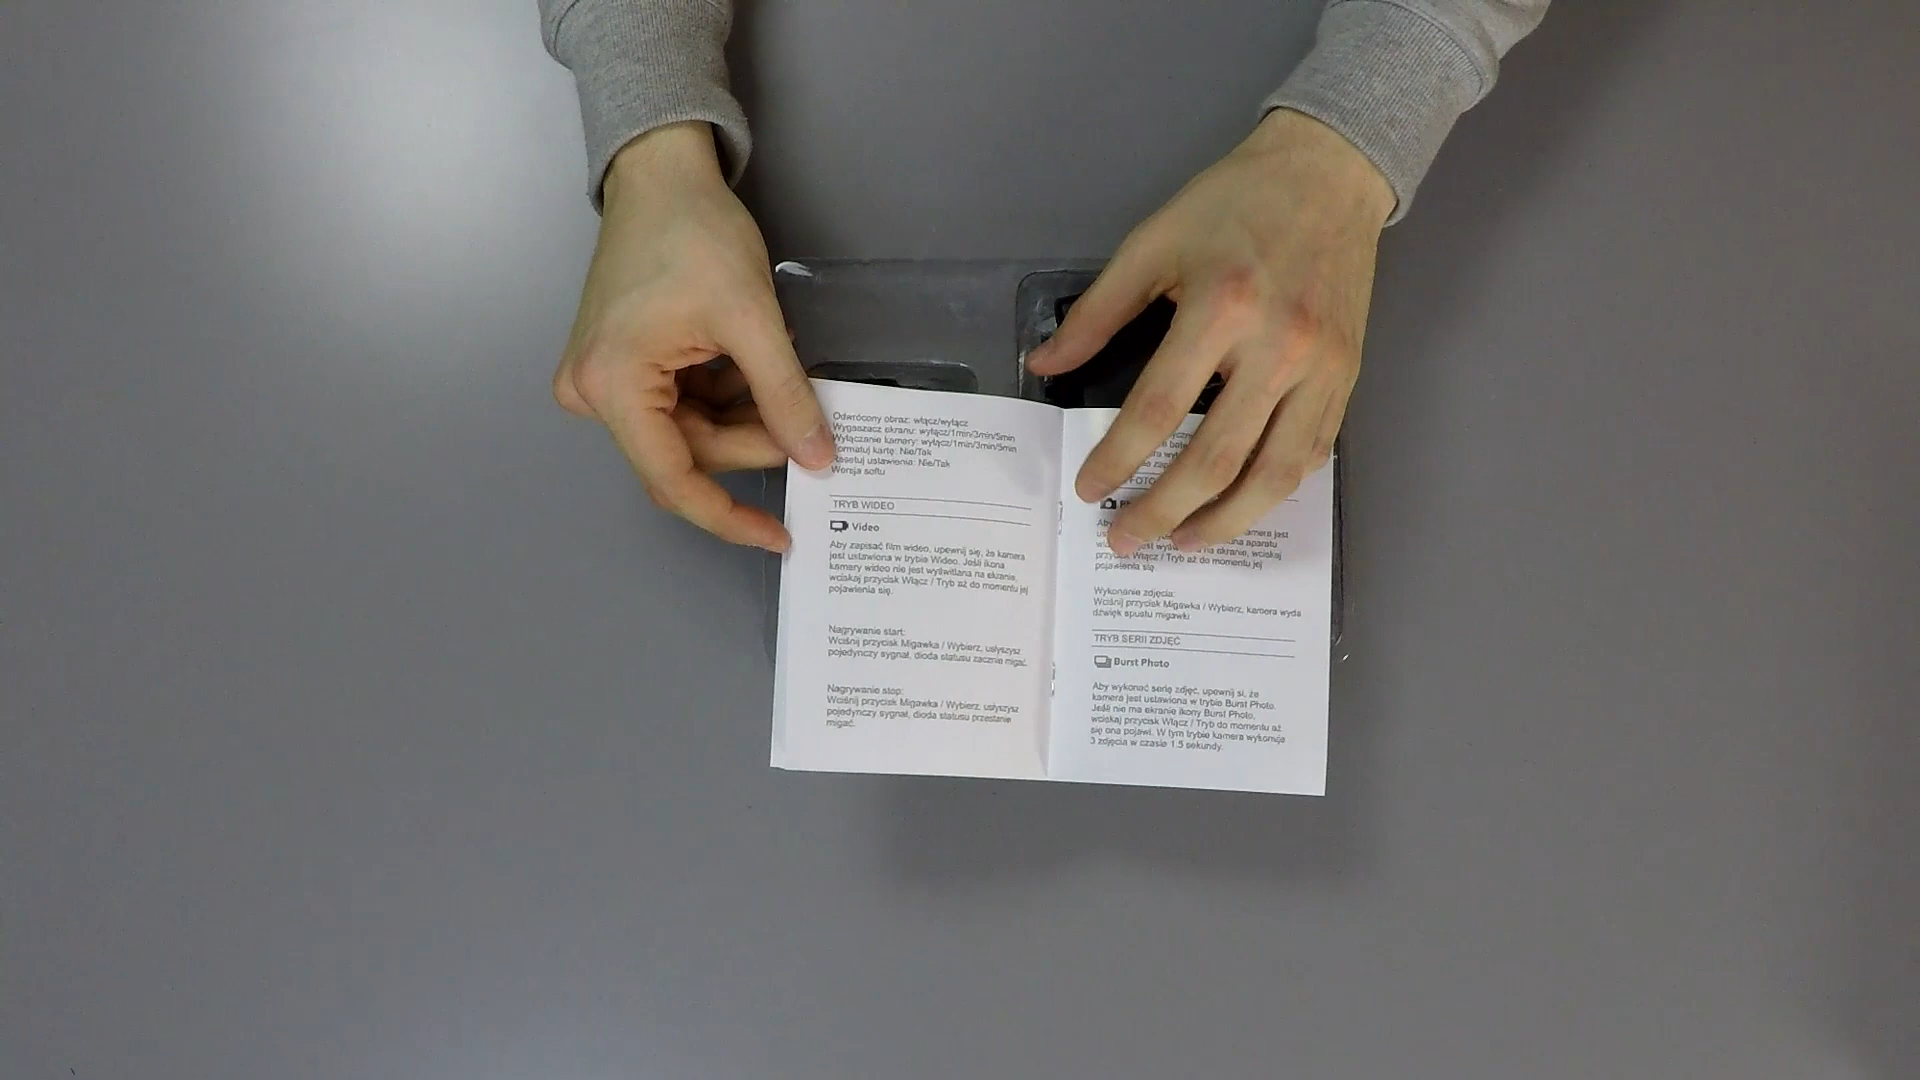 Odwrócony obraz: włącz/wyłącz
Wygaszacz ekranu: wyłącz/1min/3min/5min
Wyłączanie kamery: wyłącz/1min/3min/5min
kartę: Nie/Tak
ustawienia: Nie/Tak
Wersja softu
TRYB WIDEO
Video
Aby zapisać film wideo, upewnij się, że kamera
jest ustawiona w trybie Wideo. Jeśli ikona
kamery wideo nie jest wyświtlana na ekranie,
wciskaj przycisk Włącz / Tryb aż do momentu jej
pojawienia się.
Nagrywanie start:
Wciśnij przycisk Migawka / Wybierz, usłyszysz
pojedynczy sygnał, dioda statusu zacznie migać.
Nagrywanie stop:
Wciśnij przycisk Migawka / Wybierz, usłyszysz
pojedynczy sygnał, dioda statusu przestanie
migać.
jest
aparatu
jest na ekranie, wciskaj
Włącz / Tryb aż do momentu jej
pojawienia się.
Wykonanie zdjęcia:
Wciśnij przycisk Migawka / Wybierz, kamera wyda
dźwięk spustu migawki
TRYB SERII ZDJĘĆ
Burst Photo
Aby wykonać serię zdjęć, upewnij si, że
kamera jest ustawiona w trybie Burst Photo.
Jeśli nie ma ekranie ikony Burst Photo,
wciskaj przycisk Włącz / Tryb do momentu aż
się ona pojawi. W tym trybie kamera wykonuje
3 zdjęcia w czasie 1.5 sekundy.